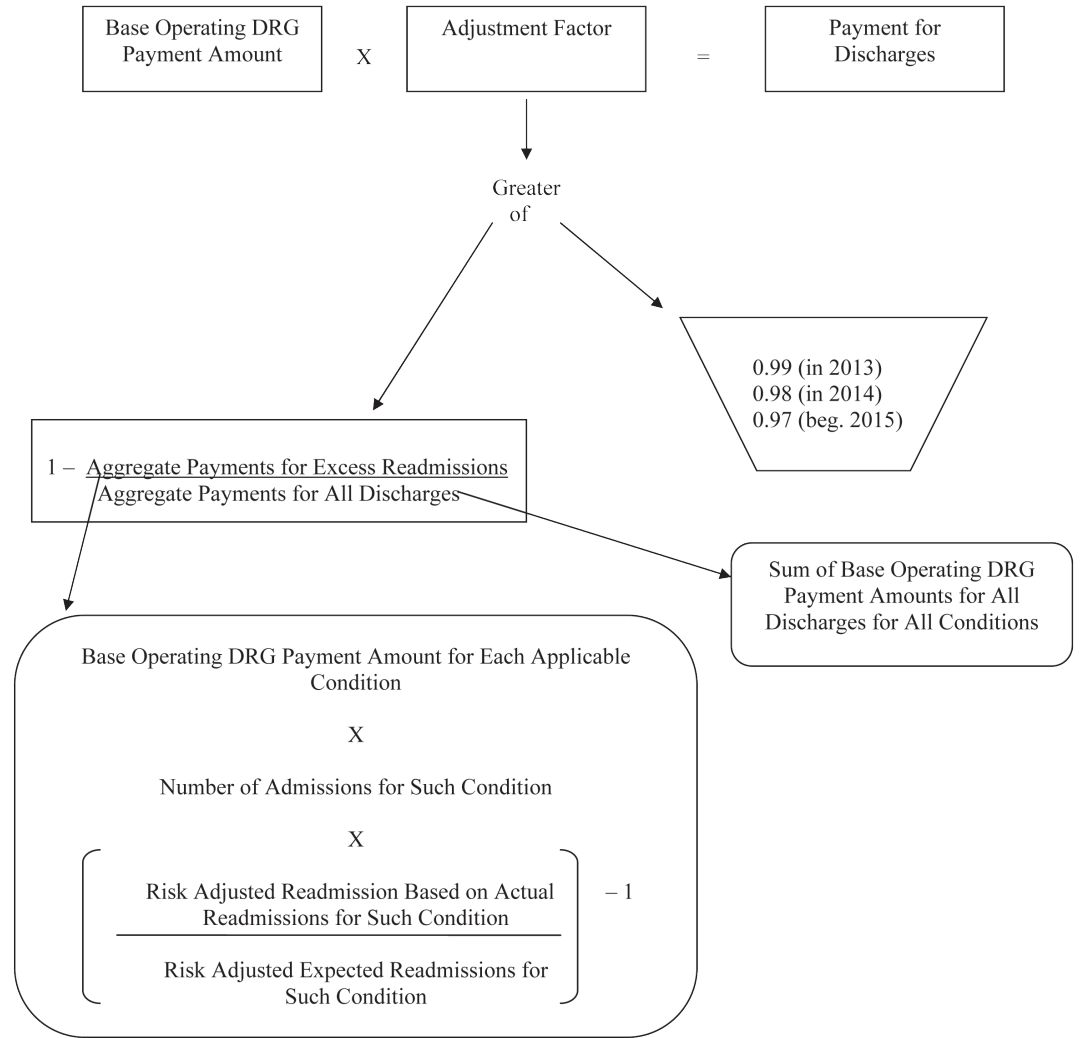 Base Operating DRG
Payment Amount
X
Adjustment Factor
=
Payment for
Discharges
Greater
of
0.99 (in 2013)
0.98 (in 2014)
0.97 (beg. 2015)
1 – Aggregate Payments for Excess Readmissions
Aggregate Payments for All Discharges
Sum of Base Operating DRG
Payment Amounts for All
Discharges for All Conditions
Base Operating DRG Payment Amount for Each Applicable
Condition
X
Number of Admissions for Such Condition
X
Risk Adjusted Readmission Based on Actual
Readmissions for Such Condition
– 1
Risk Adjusted Expected Readmissions for
Such Condition